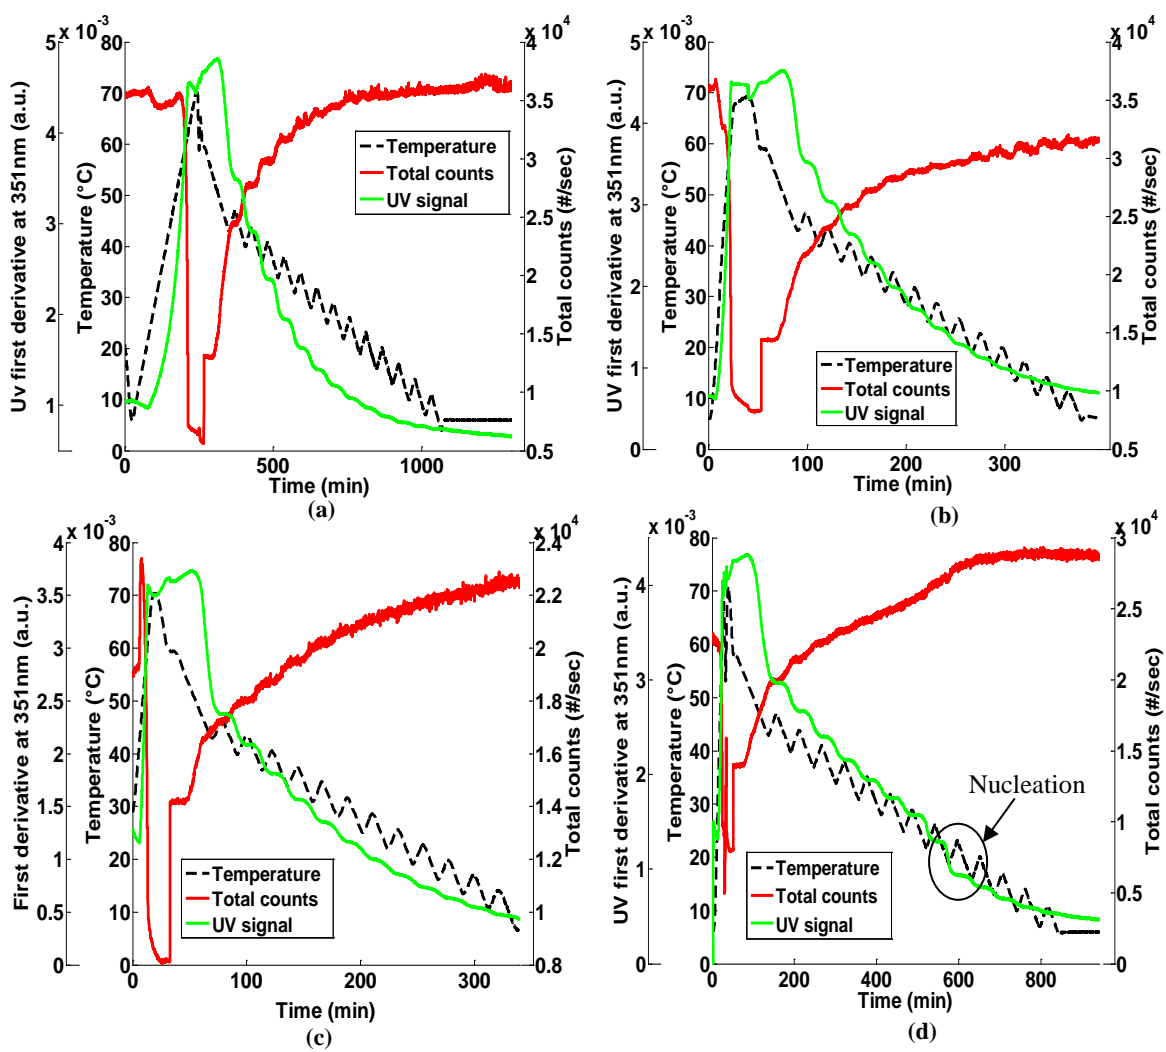 x 10-3
x 10 4
5
4
3
2
1
Uv first derivative at 351nm (a.u.)
80
70
60
50
40
30
20
10
0
Temperature (°C)
Temperature
Total counts
UV signal
4
3.5
3
2.5
2
1.5
1
0.5
Total counts (#/sec)
0
500
1000
Time (min)
(a)
x 10-3
x 10 4
5
4
3
2
1
0
UV first derivative at 351nm (a.u.)
80
70
60
50
40
30
20
10
0
Temperature (°C)
Temperature
Total counts
UV signal
4
3.5
3
2.5
2
1.5
1
0.5
Total counts (#/sec)
0
100
200
300
Time (min)
(b)
x 10-3
x 10 4
4
3.5
3
2.5
2
1.5
1
0.5
0
First derivative at 351nm (a.u.)
80
70
60
50
40
30
20
10
0
Temperature (°C)
Temperature
Total counts
UV signal
2.4
2.2
2
1.8
1.6
1.4
1.2
1
0.8
Total counts (#/sec)
0
100
200
300
Time (min)
(c)
x 10-3
x 10 4
4
3
2
1
0
UV first derivative at 351nm (a.u.)
80
70
60
50
40
30
20
10
0
Temperature (°C)
Nucleation
Temperature
Total counts
UV signal
3
2.5
2
1.5
1
0.5
0
Total counts (#/sec)
0
200
400
600
800
Time (min)
(d)